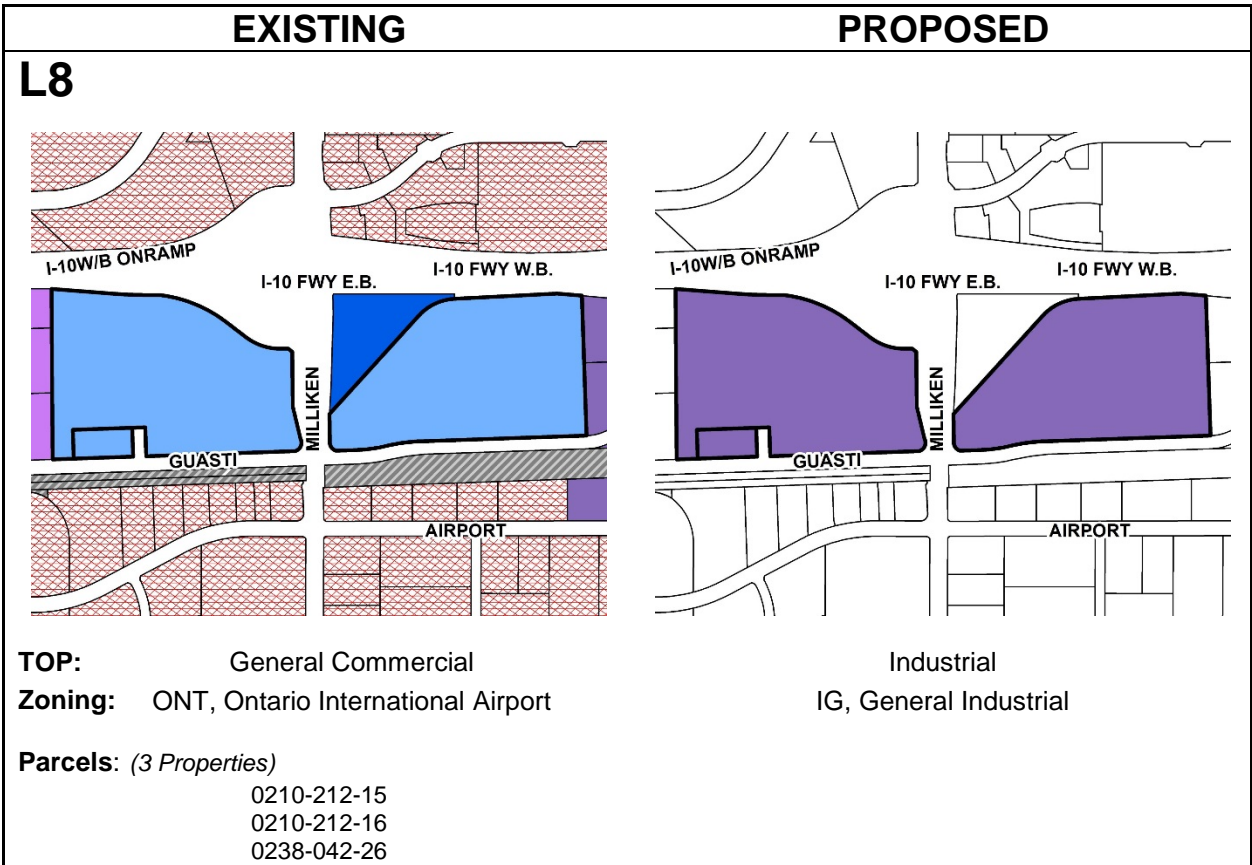 EXISTING PROPOSED
L8
I-10W/B ONRAMP
I-10 FWY W.B.
I-10 FWY E.B.
MILLIKEN
GUASTI
AIRPORT
I-10W/B ONRAMP
I-10 FWY W.B.
I-10 FWY E.B.
MILLIKEN
GUASTI
AIRPORT
TOP: General Commercial Industrial
Zoning: ONT, Ontario International Airport IG, General Industrial
Parcels: (3 Properties)
0210-212-15
0210-212-16
0238-042-26